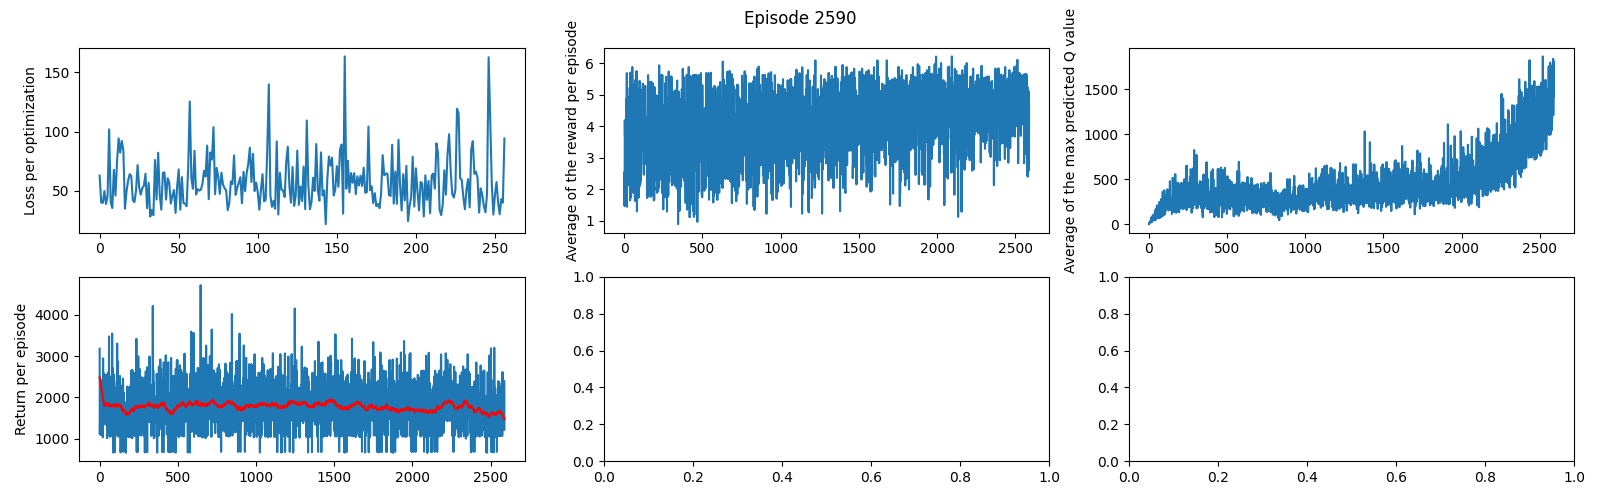 Episode 2590
Loss per optimization
150
100
50
0 50 100 150 200 250
Average of the reward per episode
6
5
4
3
2
1
0 500 1000 1500 2000 2500
Average of the max predicted Q value
1500
1000
500
0
0 500 1000 1500 2000 2500
Return per episode
4000
3000
2000
1000
0 500 1000 1500 2000 2500
1.0
0.8
0.6
0.4
0.2
0.0
0.0 0.2 0.4 0.6 0.8 1.0
1.0
0.8
0.6
0.4
0.2
0.0
0.0 0.2 0.4 0.6 0.8 1.0